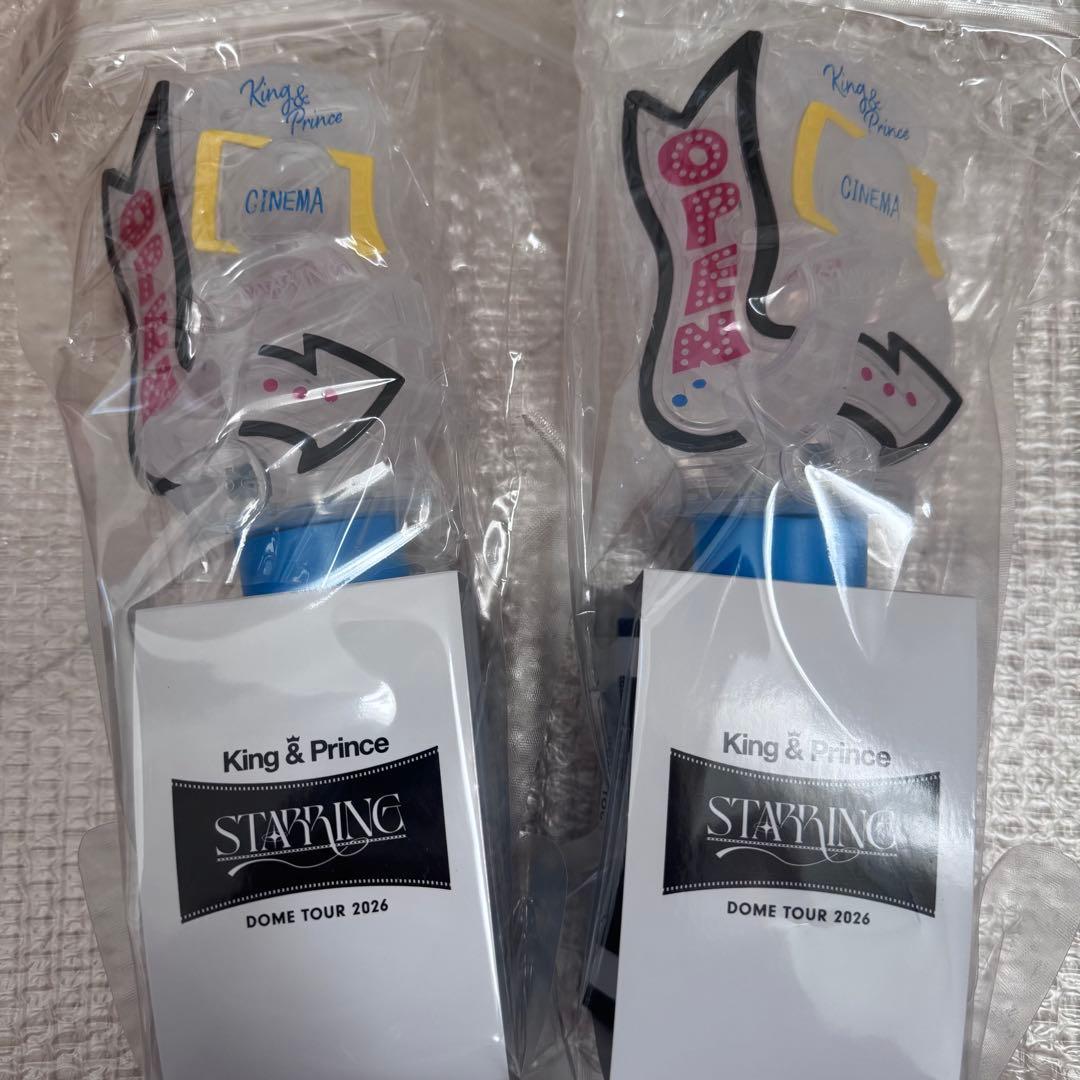 King &
Prince
CINEMA
OPEN
King & Prince
STARRING
DOME TOUR 2026
King &
Prince
CINEMA
OPEN
King & Prince
STARRING
DOME TOUR 2026